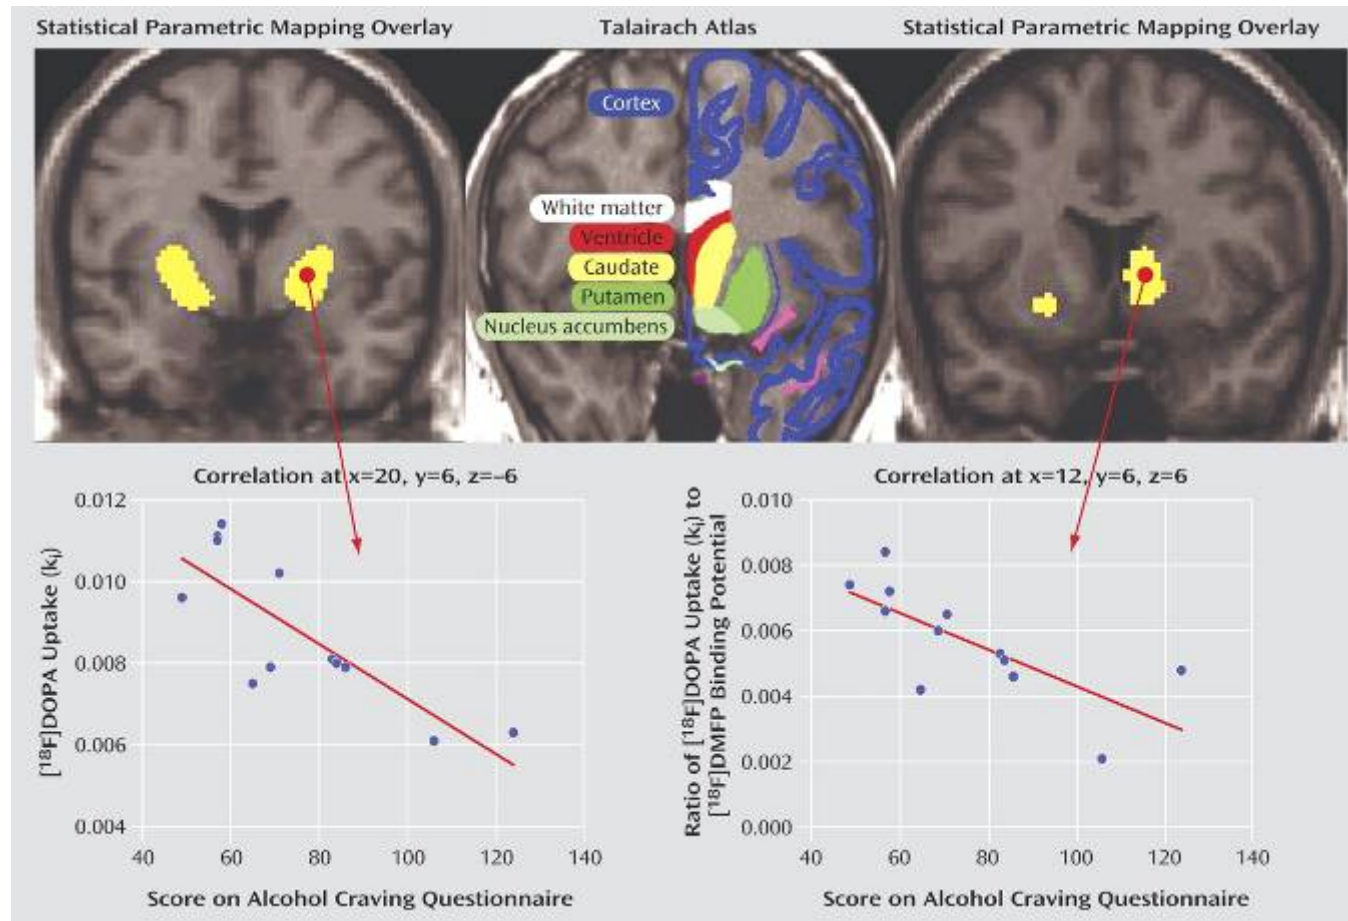 Statistical Parametric Mapping Overlay
Talairach Atlas
Statistical Parametric Mapping Overlay
Cortex
White matter
Ventricle
Caudate
Putamen
Nucleus accumbens
Correlation at x=20, y=6, z=–6
[¹⁸F]DOPA Uptake (kᵢ)
0.012
0.010
0.008
0.006
0.004
40 60 80 100 120 140
Score on Alcohol Craving Questionnaire
Correlation at x=12, y=6, z=6
Ratio of [¹⁸F]DOPA Uptake (kᵢ) to
[¹⁸F]DMFP Binding Potential
0.010
0.008
0.006
0.004
0.002
0.000
40 60 80 100 120 140
Score on Alcohol Craving Questionnaire